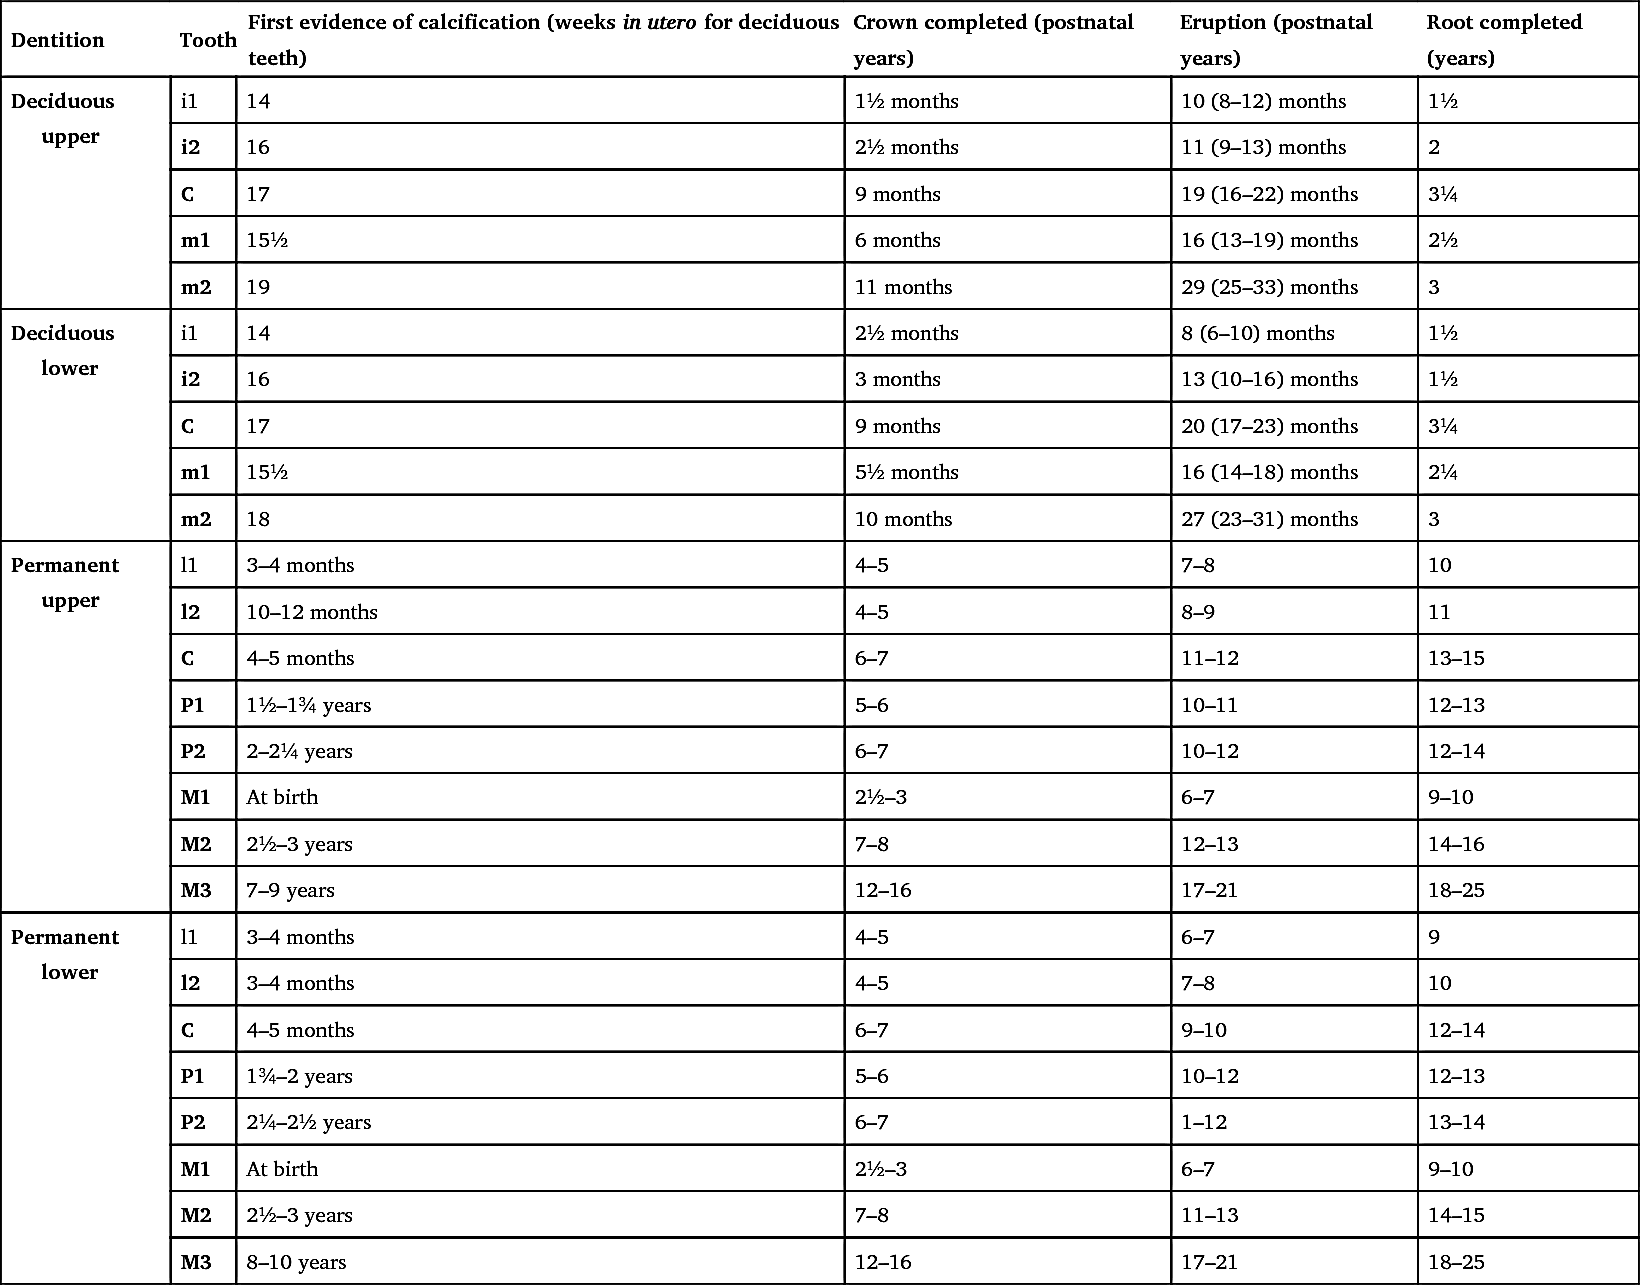 Dentition Tooth First evidence of calcification (weeks in utero for deciduous teeth) Crown completed (postnatal years) Eruption (postnatal years) Root completed (years)
Deciduous upper i1 14 1½ months 10 (8–12) months 1½
i2 16 2½ months 11 (9–13) months 2
C 17 9 months 19 (16–22) months 3¼
m1 15½ 6 months 16 (13–19) months 2½
m2 19 11 months 29 (25–33) months 3
Deciduous lower i1 14 2½ months 8 (6–10) months 1½
i2 16 3 months 13 (10–16) months 1½
C 17 9 months 20 (17–23) months 3¼
m1 15½ 5½ months 16 (14–18) months 2¼
m2 18 10 months 27 (23–31) months 3
Permanent upper l1 3–4 months 4–5 7–8 10
l2 10–12 months 4–5 8–9 11
C 4–5 months 6–7 11–12 13–15
P1 1½–1¾ years 5–6 10–11 12–13
P2 2–2¼ years 6–7 10–12 12–14
M1 At birth 2½–3 6–7 9–10
M2 2½–3 years 7–8 12–13 14–16
M3 7–9 years 12–16 17–21 18–25
Permanent lower l1 3–4 months 4–5 6–7 9
l2 3–4 months 4–5 7–8 10
C 4–5 months 6–7 9–10 12–14
P1 1¾–2 years 5–6 10–12 12–13
P2 2¼–2½ years 6–7 1–12 13–14
M1 At birth 2½–3 6–7 9–10
M2 2½–3 years 7–8 11–13 14–15
M3 8–10 years 12–16 17–21 18–25